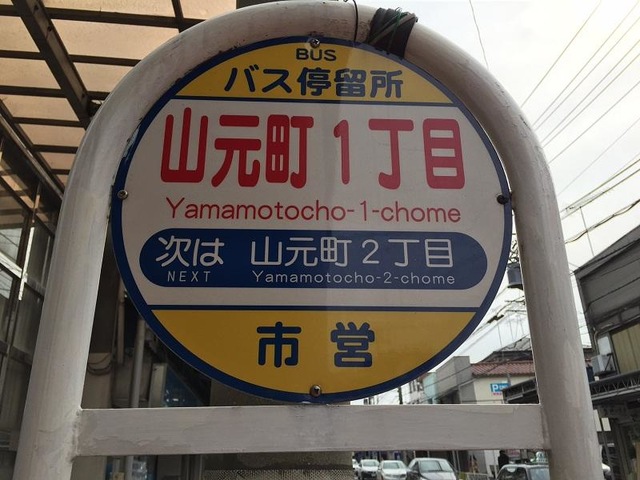 BUS
バス停留所
山元町1丁目
Yamamotocho-1-chome
次は 山元町2丁目
NEXT Yamamotocho-2-chome
市営